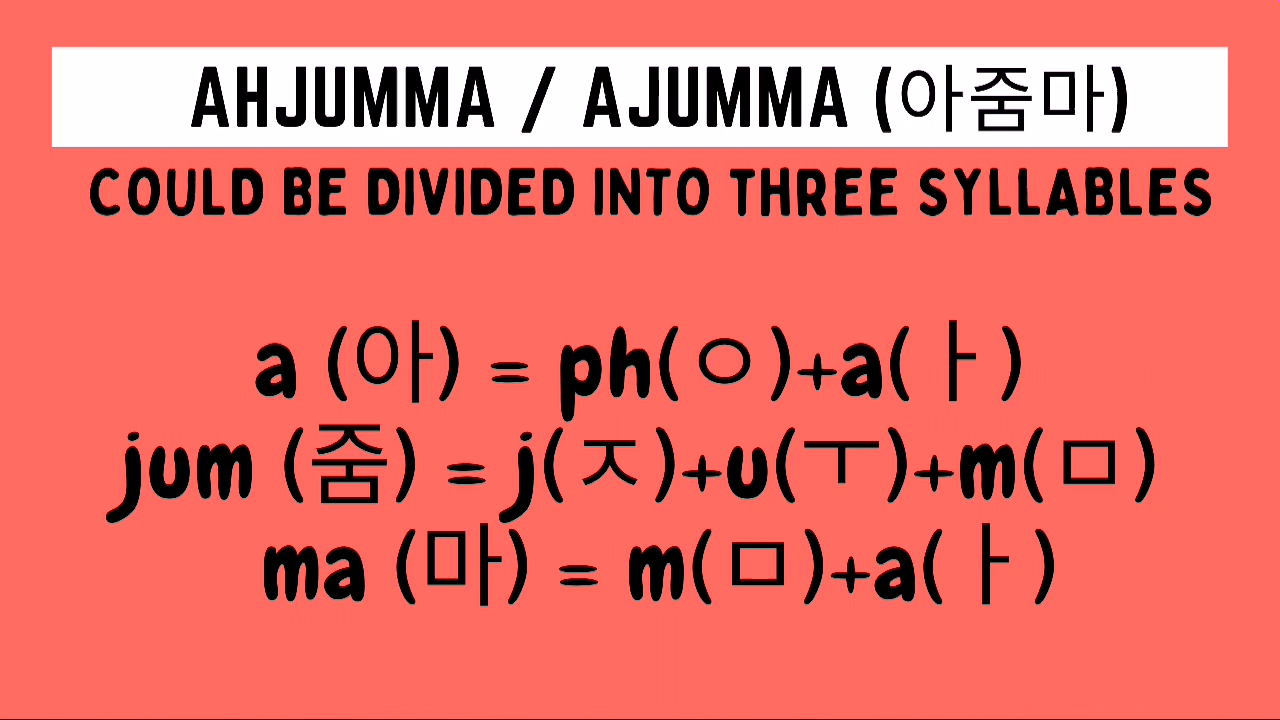 AHJUMMA / AJUMMA (아줌마)
COULD BE DIVIDED INTO THREE SYLLABLES
a (아) = ph(ㅇ)+a(ㅏ)
jum (줌) = j(ㅈ)+u(ㅜ)+m(ㅁ)
ma (마) = m(ㅁ)+a(ㅏ)